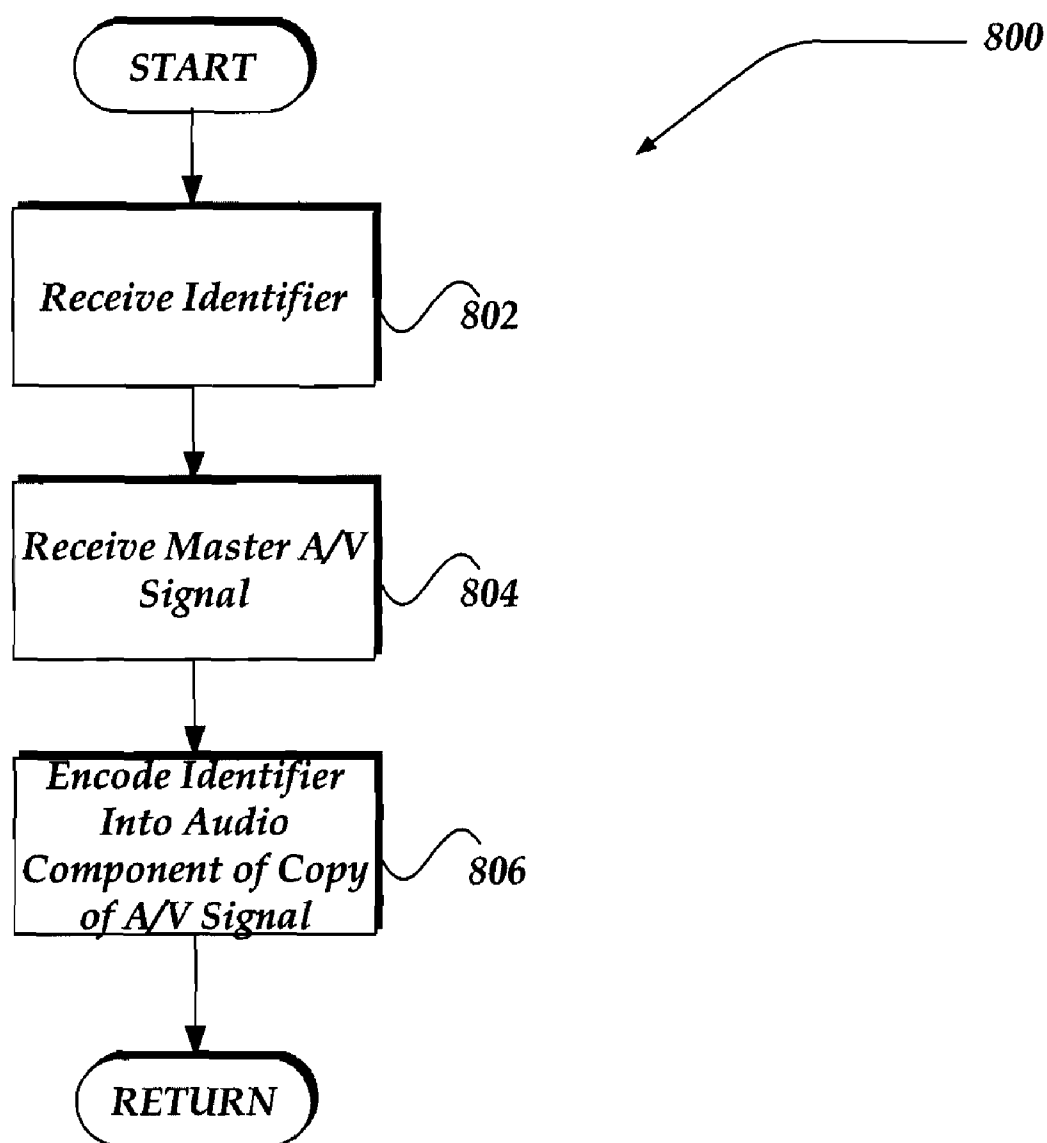 START
800
Receive Identifier
802
Receive Master A/V
Signal
804
Encode Identifier
Into Audio
Component of Copy
of A/V Signal
806
RETURN